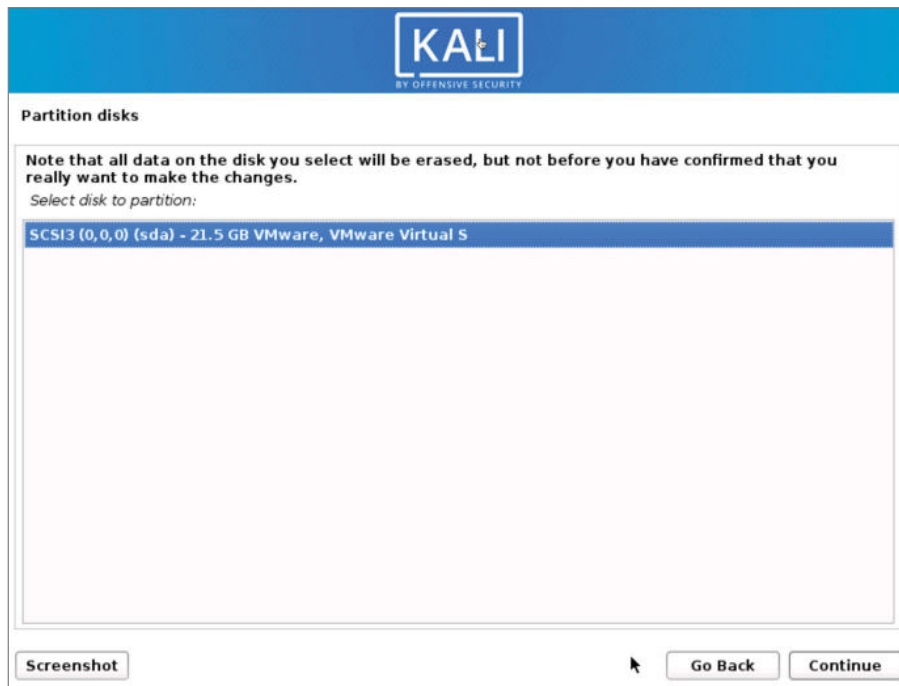 KALI
BY OFFENSIVE SECURITY
Partition disks
Note that all data on the disk you select will be erased, but not before you have confirmed that you
really want to make the changes.
Select disk to partition:
SCSI3 (0,0,0) (sda) - 21.5 GB VMware, VMware Virtual S
Screenshot
Go Back
Continue